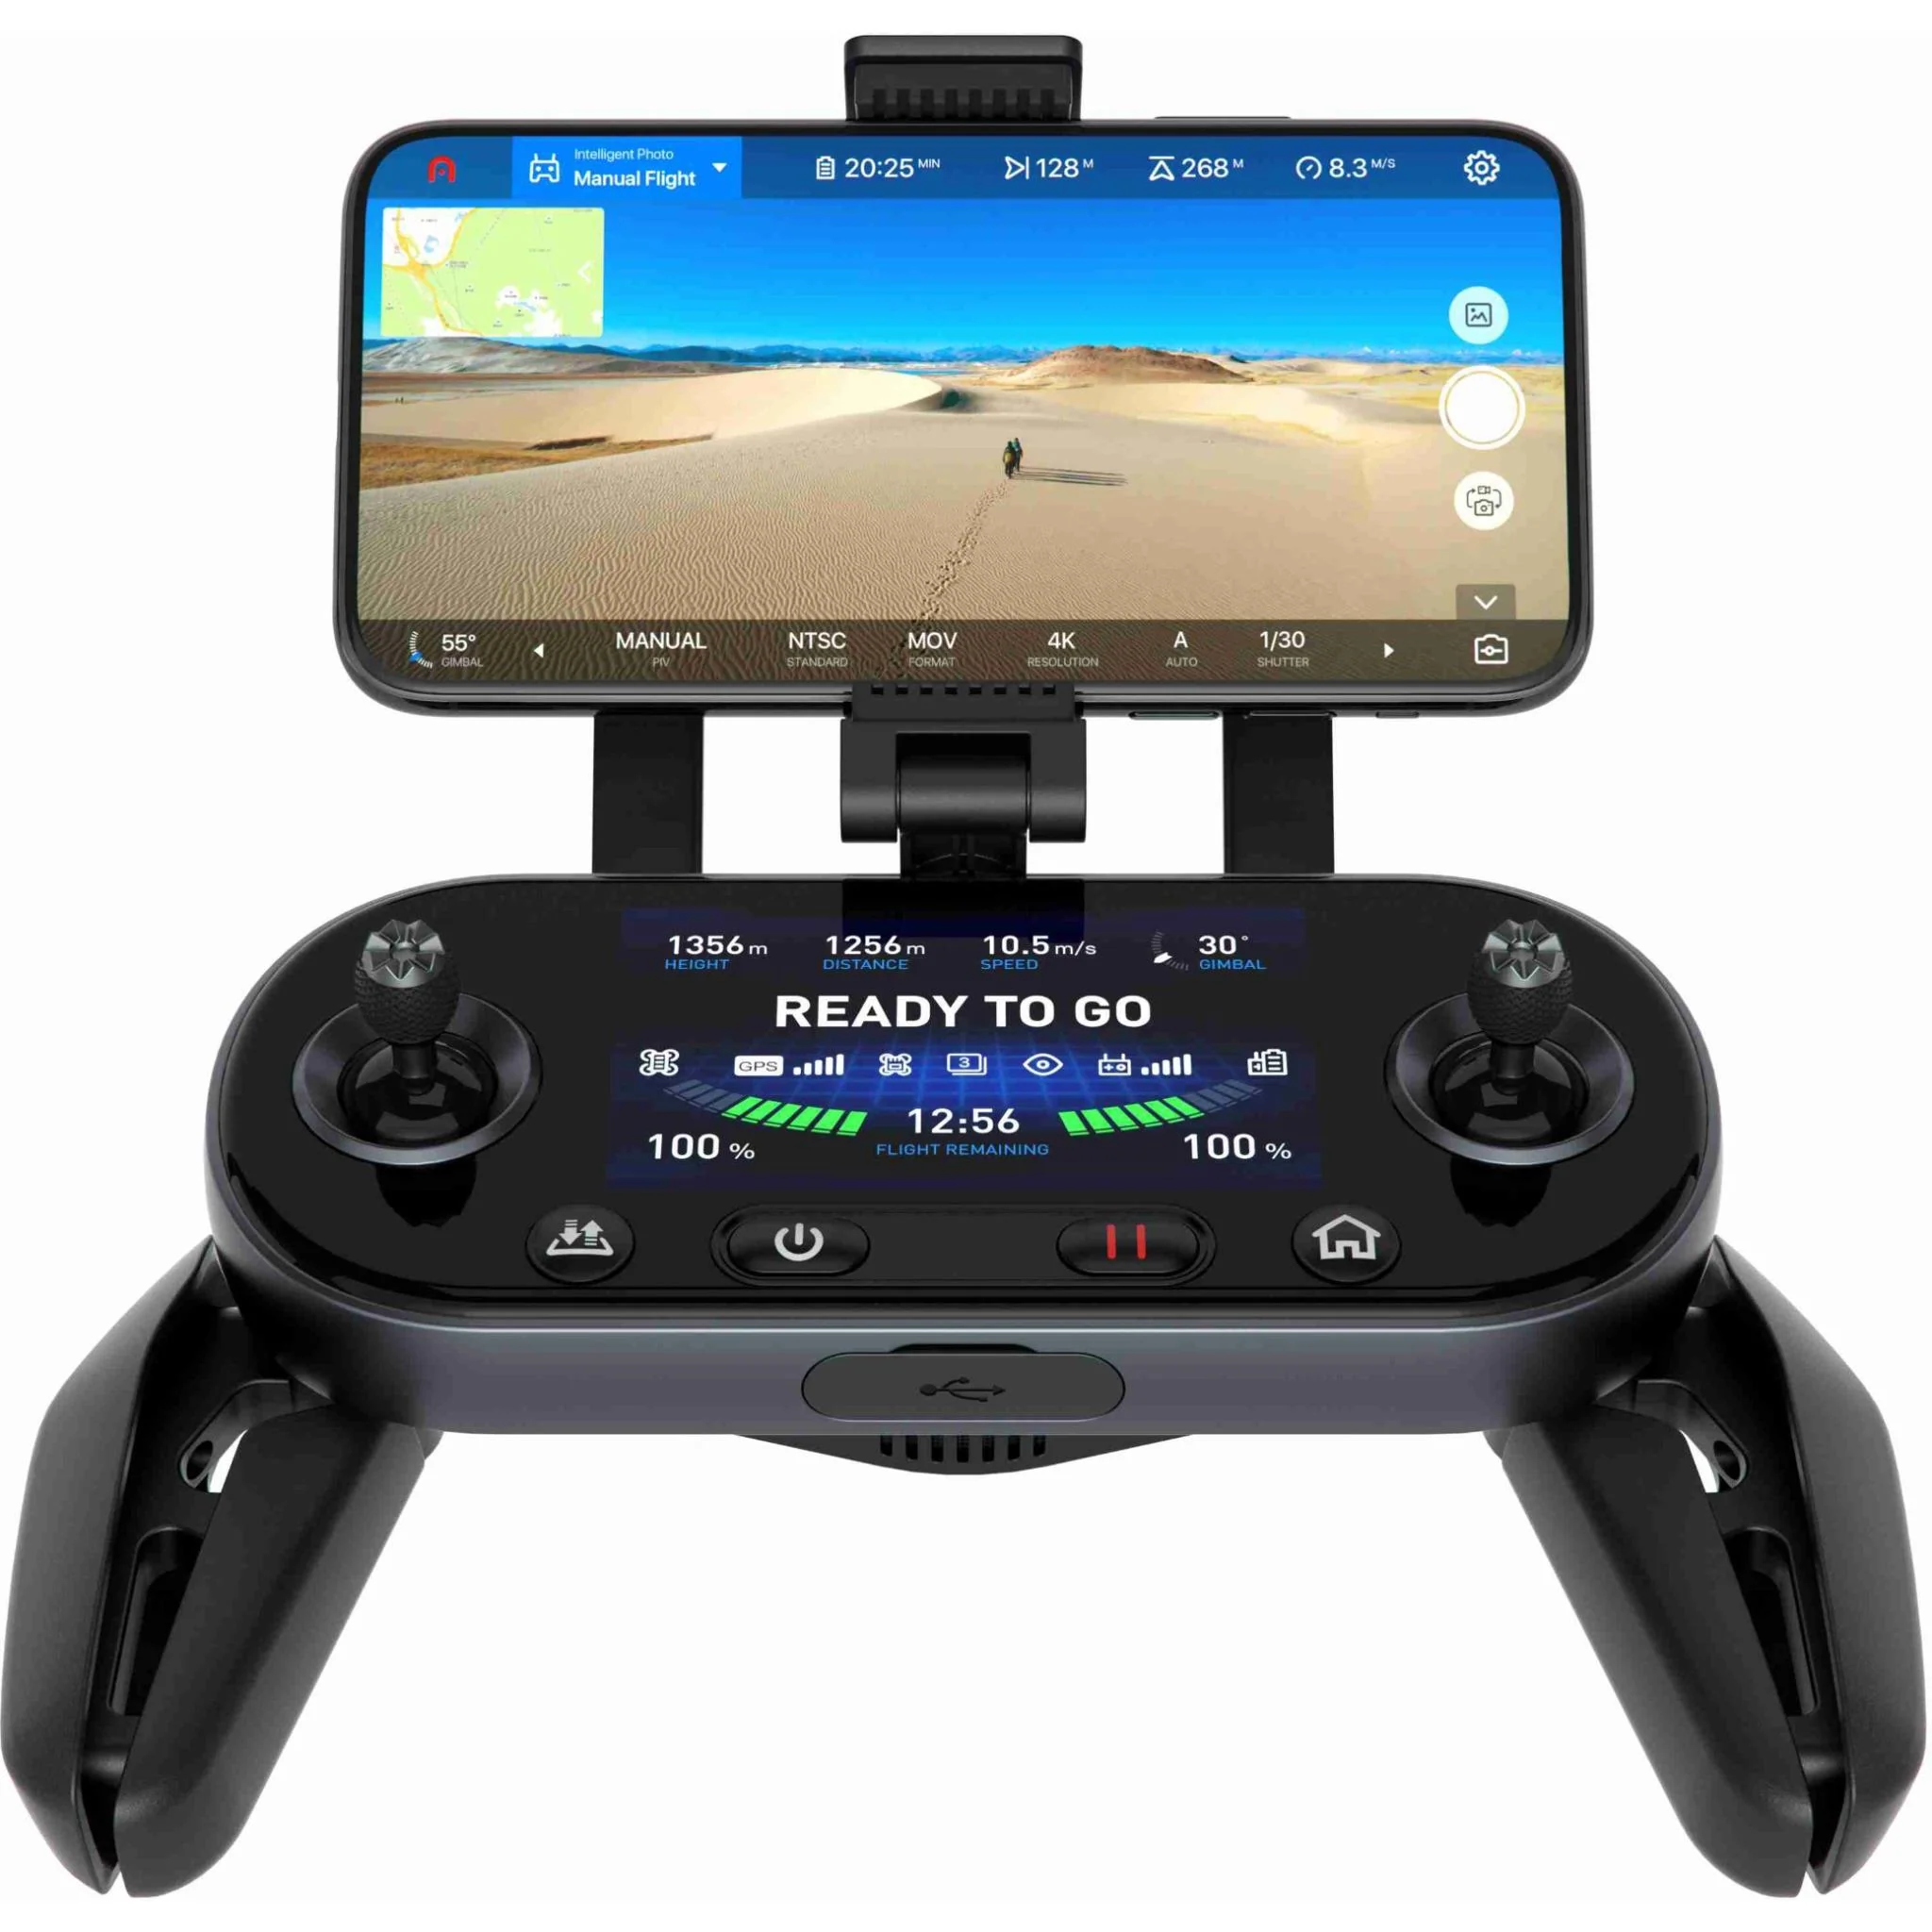 Intelligent Photo
Manual Flight
20:25 MIN
128 M
268 M
8.3 M/S
55°
GIMBAL
MANUAL
PIV
NTSC
STANDARD
MOV
FORMAT
4K
RESOLUTION
A
AUTO
1/30
SHUTTER
1356 m
HEIGHT
1256 m
DISTANCE
10.5 m/s
SPEED
30°
GIMBAL
READY TO GO
GPS
3
12:56
FLIGHT REMAINING
100 %
100 %